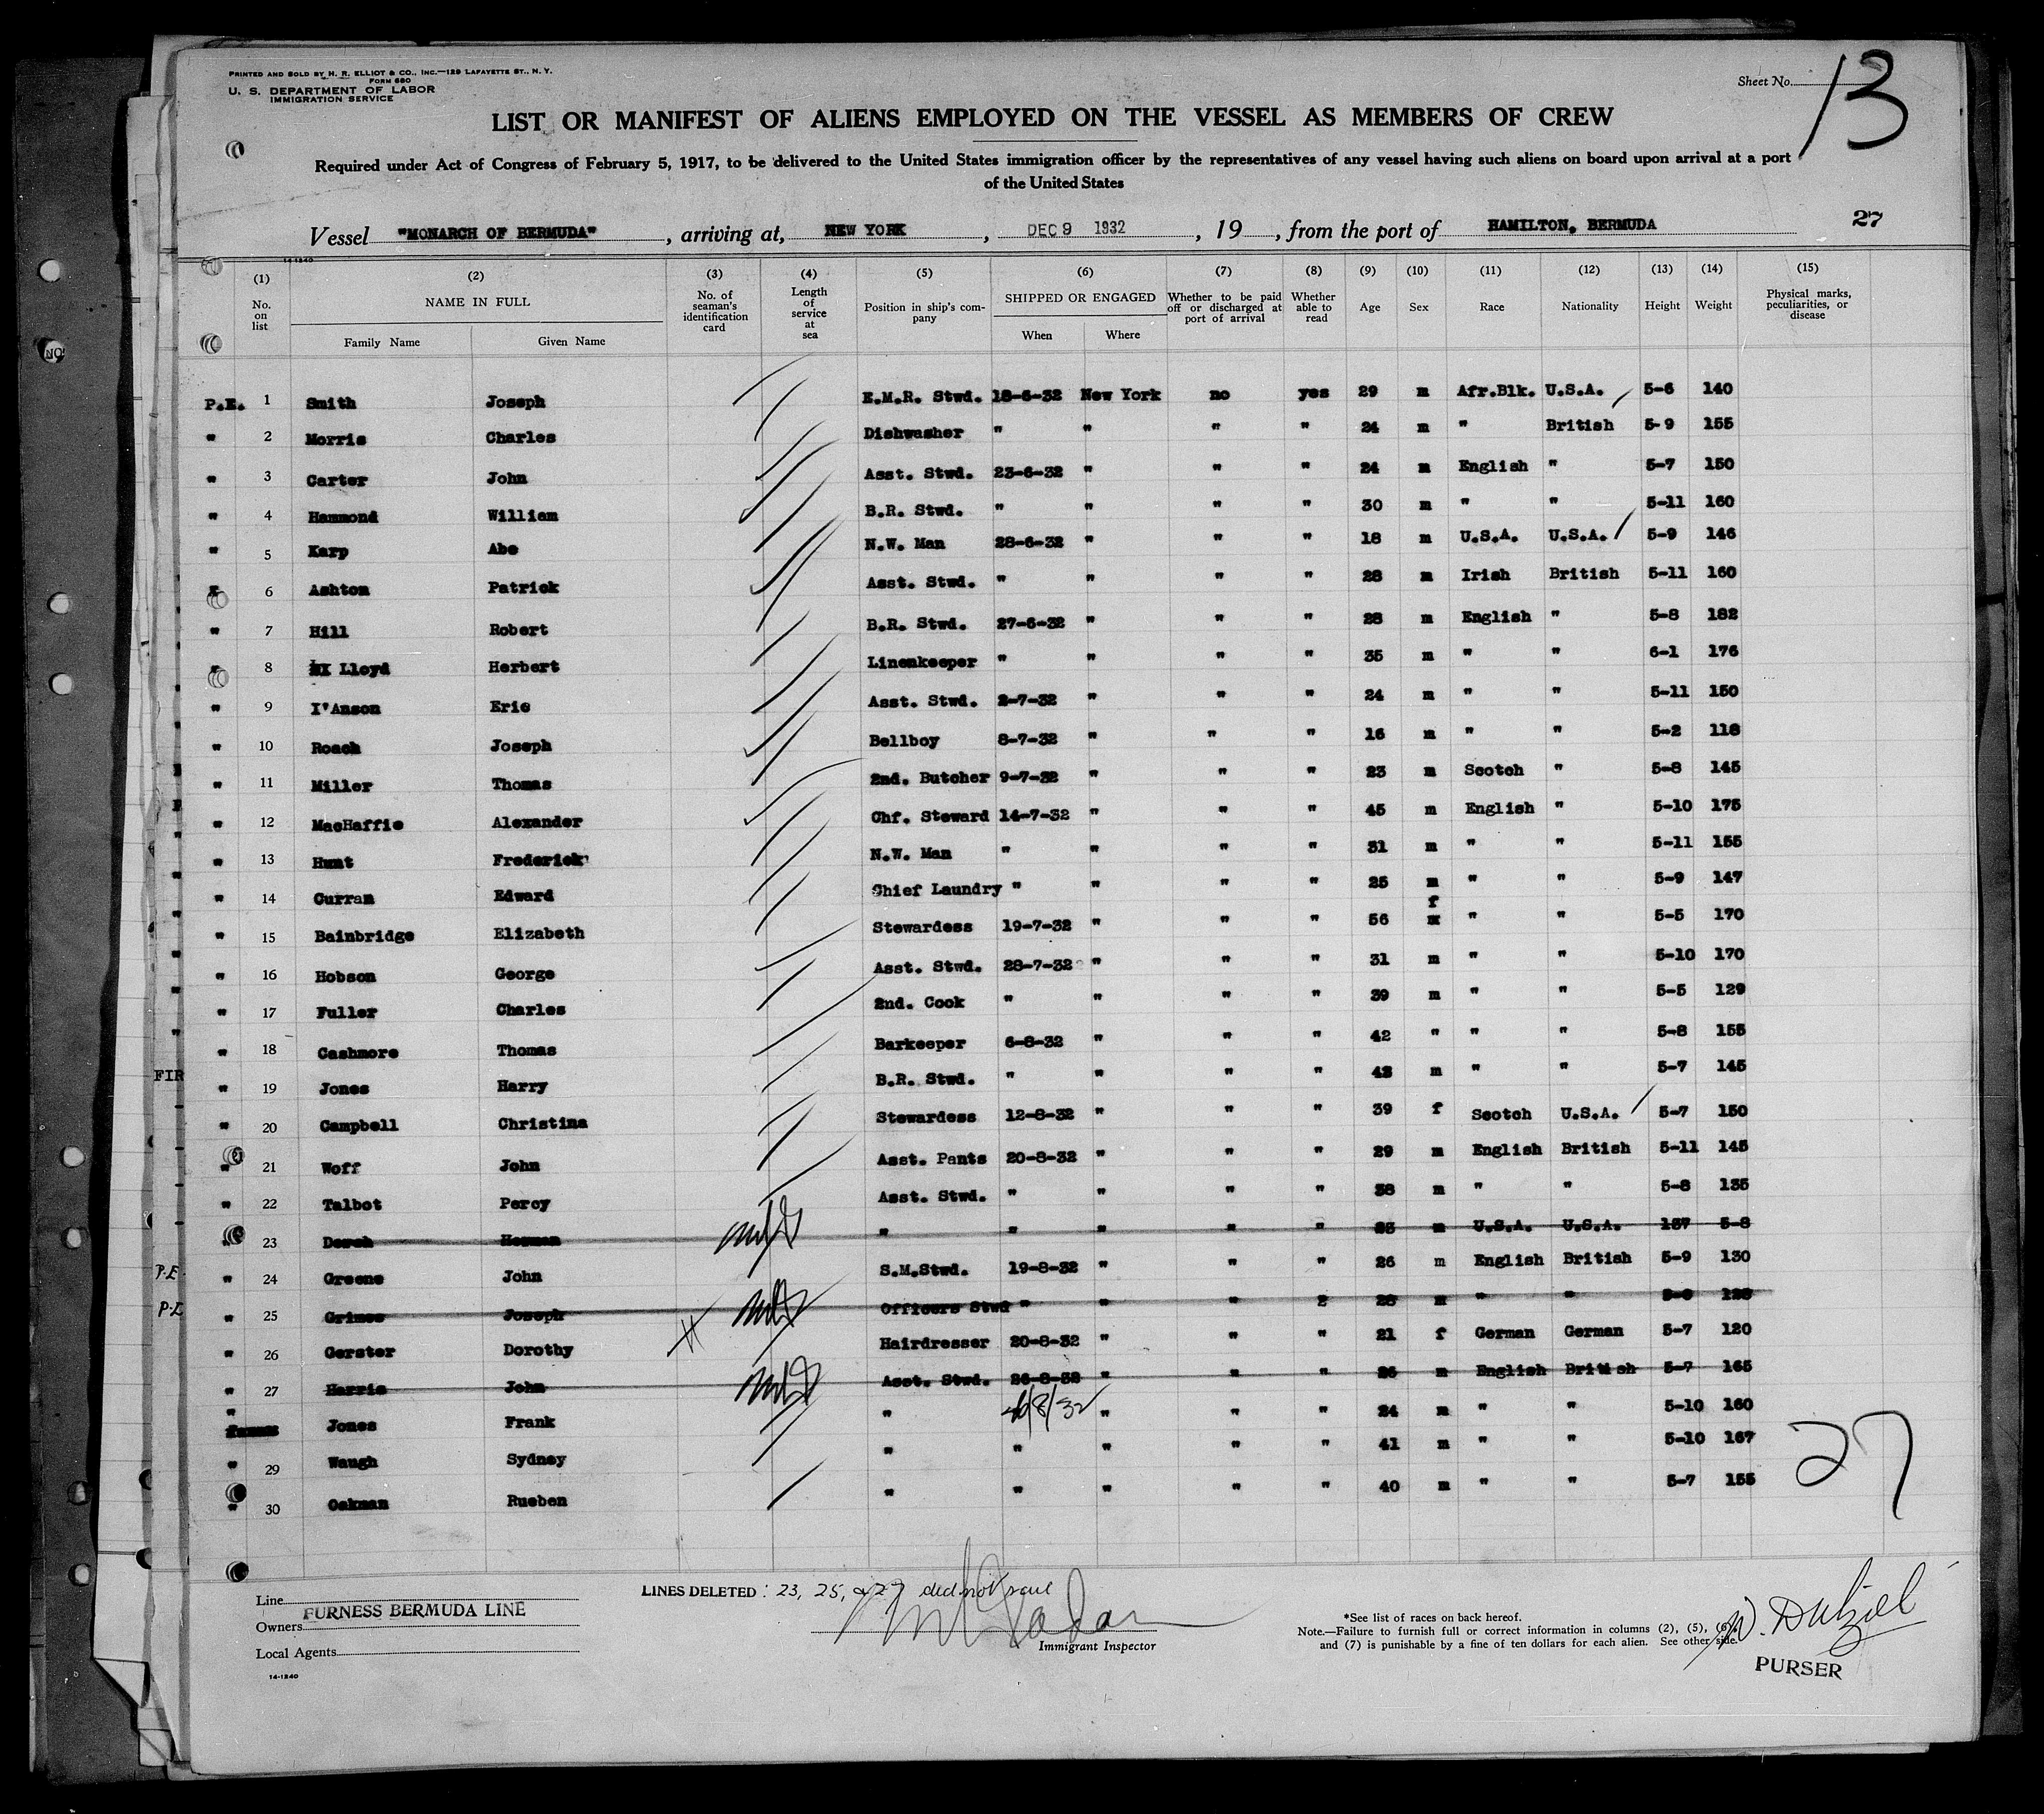 PRINTED AND SOLD BY H. R. ELLIOT & CO., INC.—129 LAFAYETTE ST., N. Y.
FORM 680
U. S. DEPARTMENT OF LABOR
IMMIGRATION SERVICE
Sheet No. 13
LIST OR MANIFEST OF ALIENS EMPLOYED ON THE VESSEL AS MEMBERS OF CREW
Required under Act of Congress of February 5, 1917, to be delivered to the United States immigration officer by the representatives of any vessel having such aliens on board upon arrival at a port
of the United States
Vessel "MONARCH OF BERMUDA", arriving at, NEW YORK, DEC 9 1932, 19, from the port of HAMILTON, BERMUDA 27
14-1240
(1) No. on list (2) NAME IN FULL Family Name Given Name (3) No. of seaman's identification card (4) Length of service at sea (5) Position in ship's company (6) SHIPPED OR ENGAGED When Where (7) Whether to be paid off or discharged at port of arrival (8) Whether able to read (9) Age (10) Sex (11) Race (12) Nationality (13) Height (14) Weight (15) Physical marks, peculiarities, or disease
P.E. 1 Smith Joseph E.M.R. Stwd. 18-6-32 New York no yes 29 m Afr.Blk. U.S.A. 5-6 140
" 2 Morris Charles Dishwasher " " " " 24 m " British 5-9 155
" 3 Carter John Asst. Stwd. 23-6-32 " " " 24 m English " 5-7 150
" 4 Hammond William B.R. Stwd. " " " " 30 m " " 5-11 160
" 5 Karp Abe N.W. Man 28-6-32 " " " 18 m U.S.A. U.S.A. 5-9 146
" 6 Ashton Patrick Asst. Stwd. " " " " 28 m Irish British 5-11 160
" 7 Hill Robert B.R. Stwd. 27-6-32 " " " 28 m English " 5-8 182
" 8 Lloyd Herbert Linenkeeper " " " " 35 m " " 6-1 176
" 9 I'Anson Eric Asst. Stwd. 2-7-32 " " " 24 m " " 5-11 150
" 10 Roach Joseph Bellboy 8-7-32 " " " 16 m " " 5-2 118
" 11 Miller Thomas 2nd. Butcher 9-7-32 " " " 23 m Scotch " 5-8 145
" 12 MacHaffie Alexander Chf. Steward 14-7-32 " " " 45 m English " 5-10 175
" 13 Hunt Frederick N.W. Man " " " " 31 m " " 5-11 155
" 14 Curran Edward Chief Laundry " " " " 25 m " " 5-9 147
" 15 Bainbridge Elizabeth Stewardess 19-7-32 " " " 56 f " " 5-5 170
" 16 Hobson George Asst. Stwd. 28-7-32 " " " 31 m " " 5-10 170
" 17 Fuller Charles 2nd. Cook " " " " 39 m " " 5-5 129
" 18 Cashmore Thomas Barkeeper 6-8-32 " " " 42 " " " 5-8 155
FIR
" 19 Jones Harry B.R. Stwd. " " " " 43 m " " 5-7 145
" 20 Campbell Christina Stewardess 12-8-32 " " " 39 f Scotch U.S.A. 5-7 150
" 21 Woff John Asst. Pants 20-8-32 " " " 29 m English British 5-11 145
" 22 Talbot Percy Asst. Stwd. " " " " 38 m " " 5-8 135
" 23 Dorch Herman " " " " " 25 m U.S.A. U.S.A. 137 5-8
P.E. " 24 Greene John S.M.Stwd. 19-8-32 " " " 26 m English British 5-9 130
P.L " 25 Grimes Joseph Officers Stwd " " " 2 28 m " "
" 26 Gerster Dorothy Hairdresser 20-8-32 " " " 21 f German German 5-7 120
" 27 Harris John Asst. Stwd. 26-8-32 " " " 26 m English British 5-7 165
" Jones Frank " 26/8/32 " " " 24 m " " 5-10 160
" 29 Waugh Sydney " " " " " 41 m " " 5-10 167
" 30 Oakman Rueben " " " " " 40 m " " 5-7 155
27
LINES DELETED: 23, 25, & 27 did not sail
Line
FURNESS BERMUDA LINE
Owners
Local Agents
14-1240
Immigrant Inspector
*See list of races on back hereof.
Note.—Failure to furnish full or correct information in columns (2), (5), (6),
and (7) is punishable by a fine of ten dollars for each alien. See other side.
W. Dalziel
PURSER